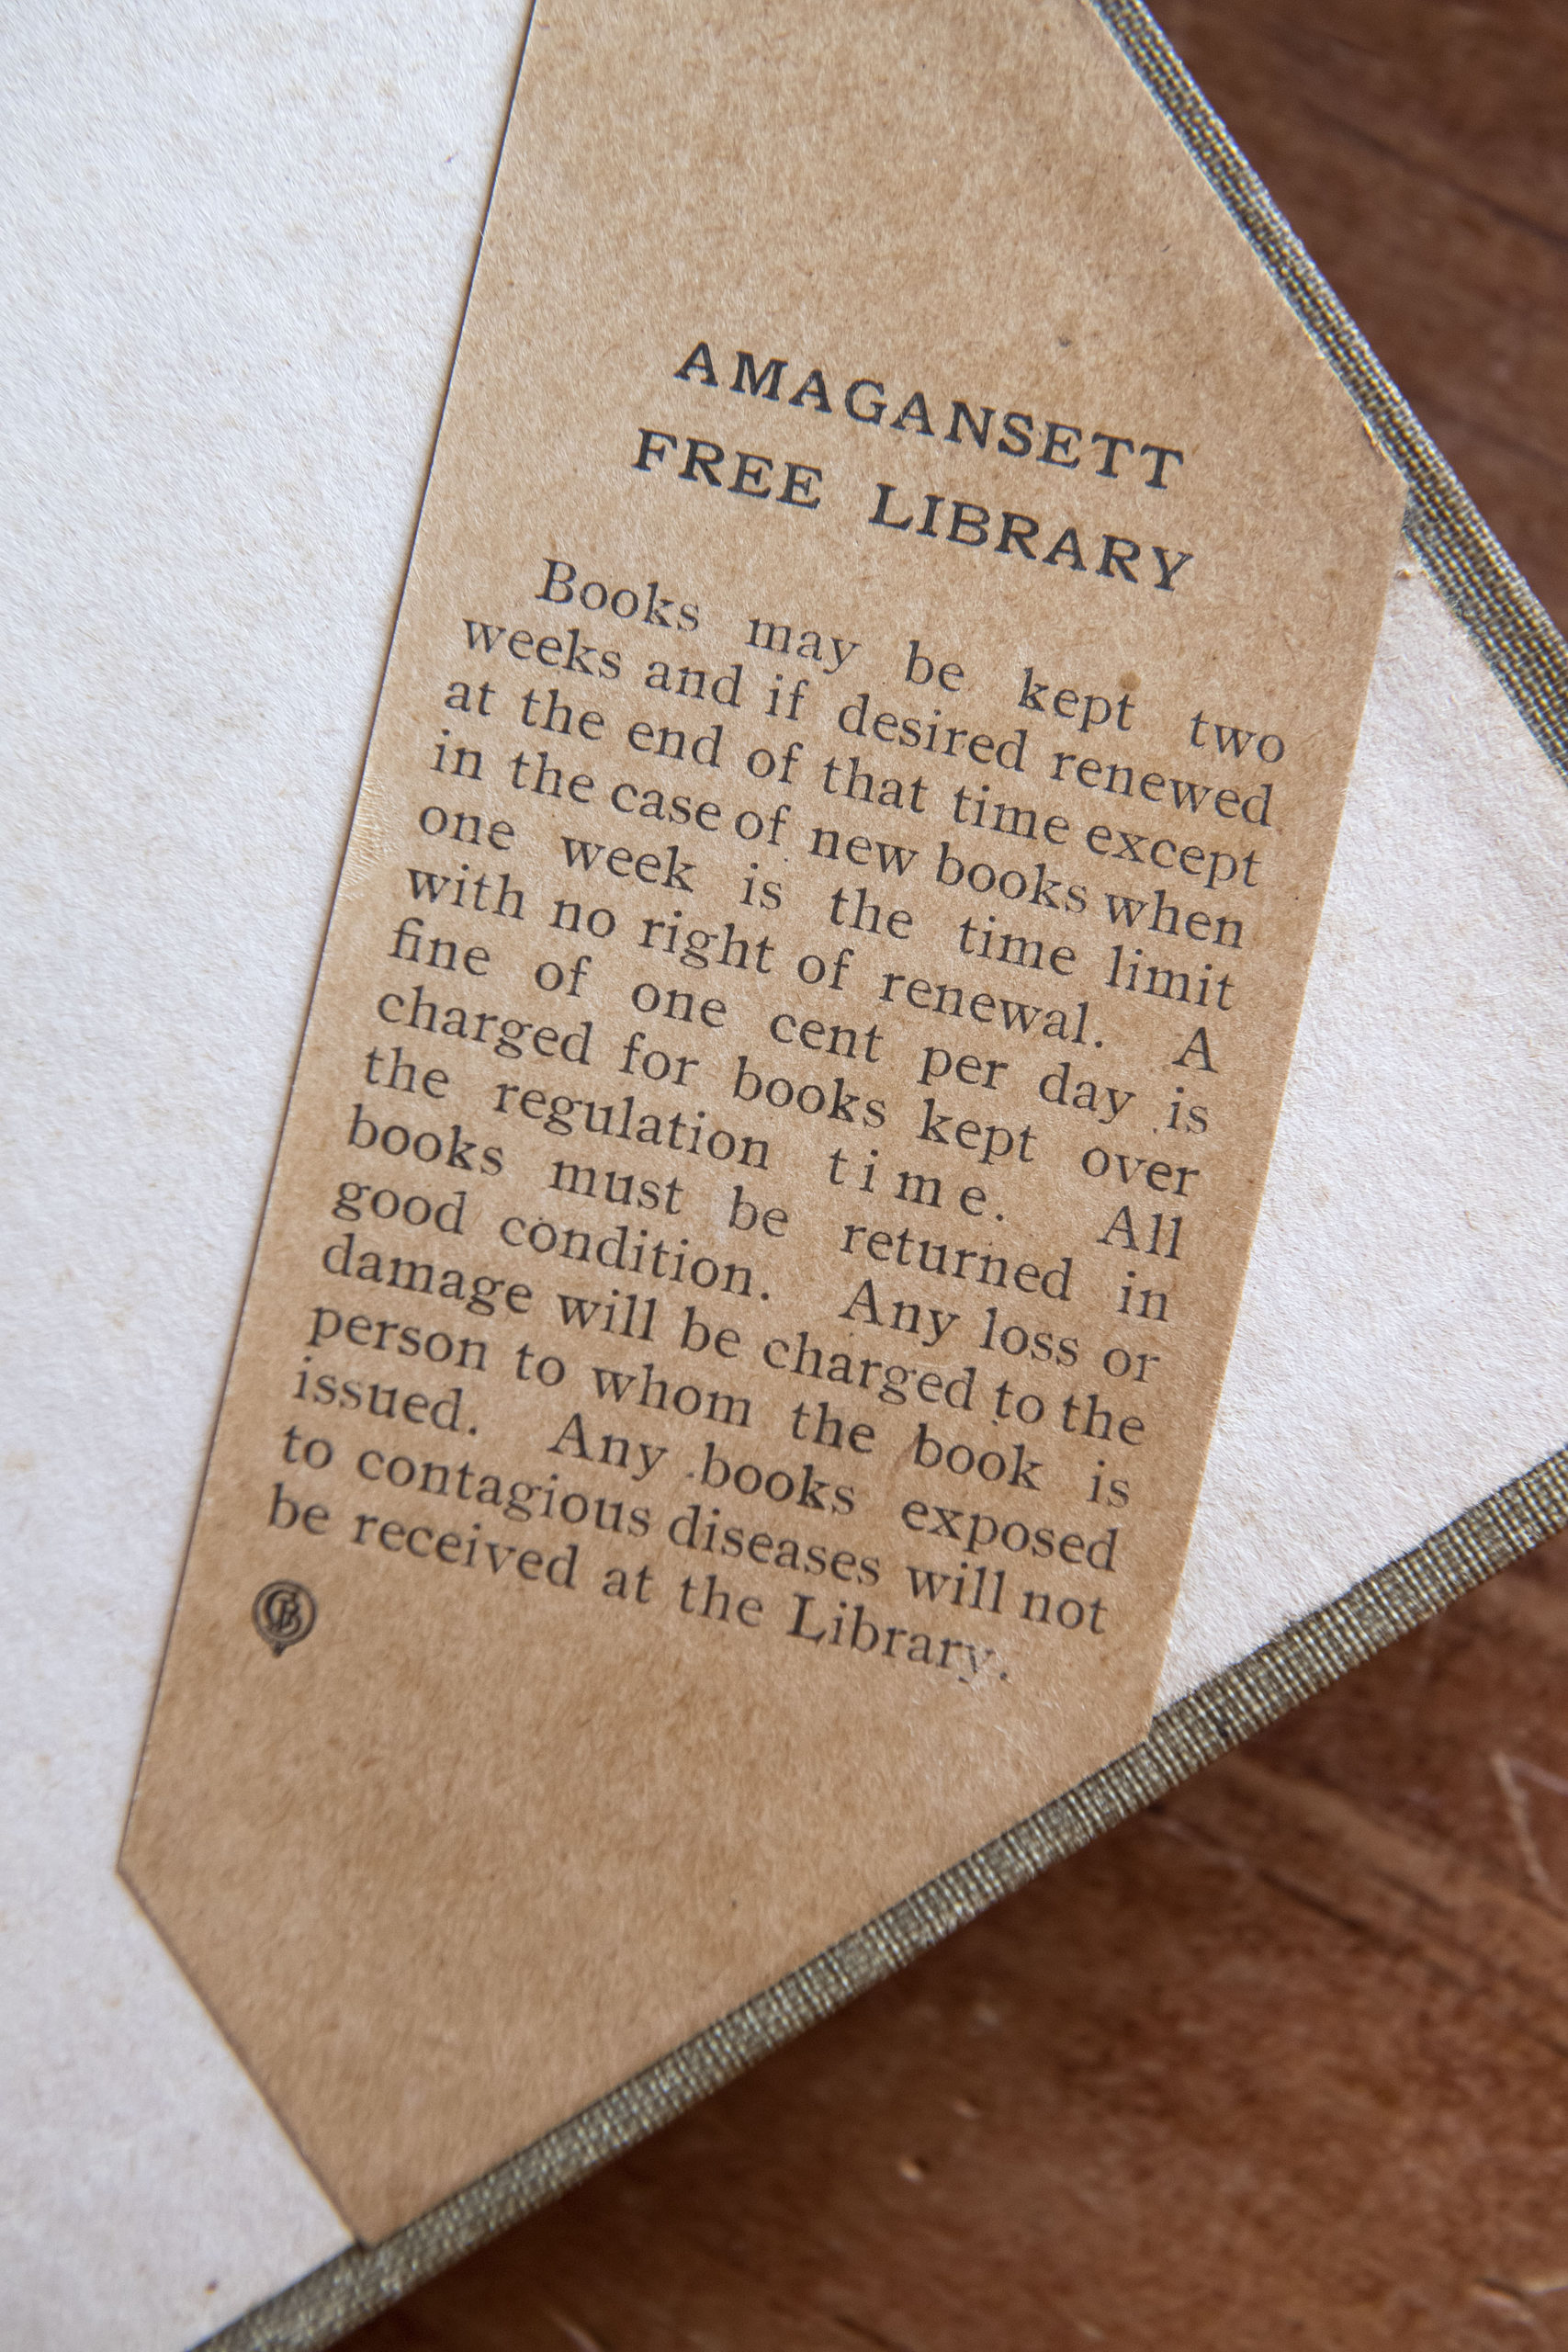 AMAGANSETT
FREE LIBRARY
Books may be kept two
weeks and if desired renewed
at the end of that time except
in the case of new books when
one week is the time limit
with no right of renewal. A
fine of one cent per day is
charged for books kept over
the regulation time. All
books must be returned in
good condition. Any loss or
damage will be charged to the
person to whom the book is
issued. Any books exposed
to contagious diseases will not
be received at the Library.